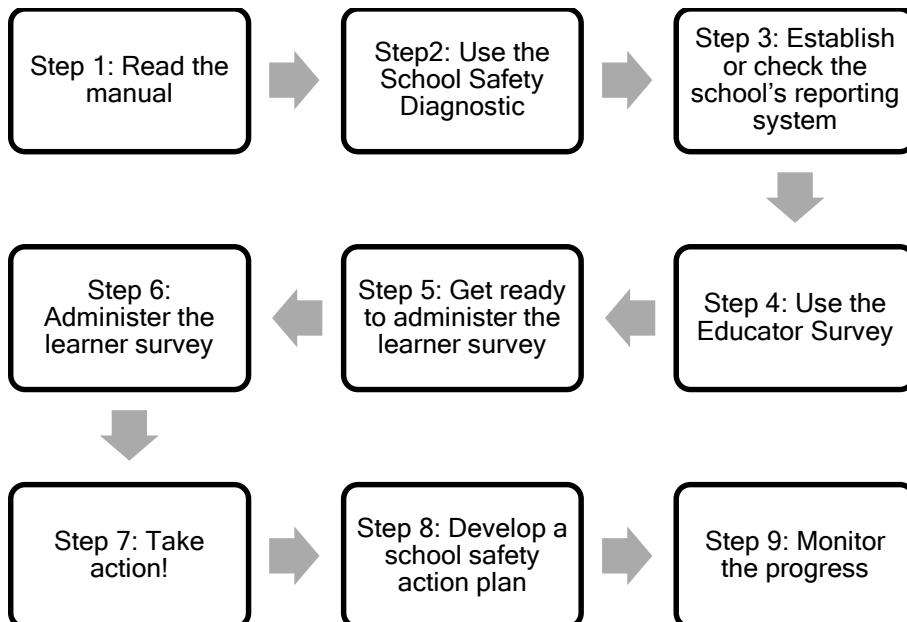 Step 1: Read the
manual
Step2: Use the
School Safety
Diagnostic
Step 3: Establish
or check the
school’s reporting
system
Step 6:
Administer the
learner survey
Step 5: Get ready
to administer the
learner survey
Step 4: Use the
Educator Survey
Step 7: Take
action!
Step 8: Develop a
school safety
action plan
Step 9: Monitor
the progress